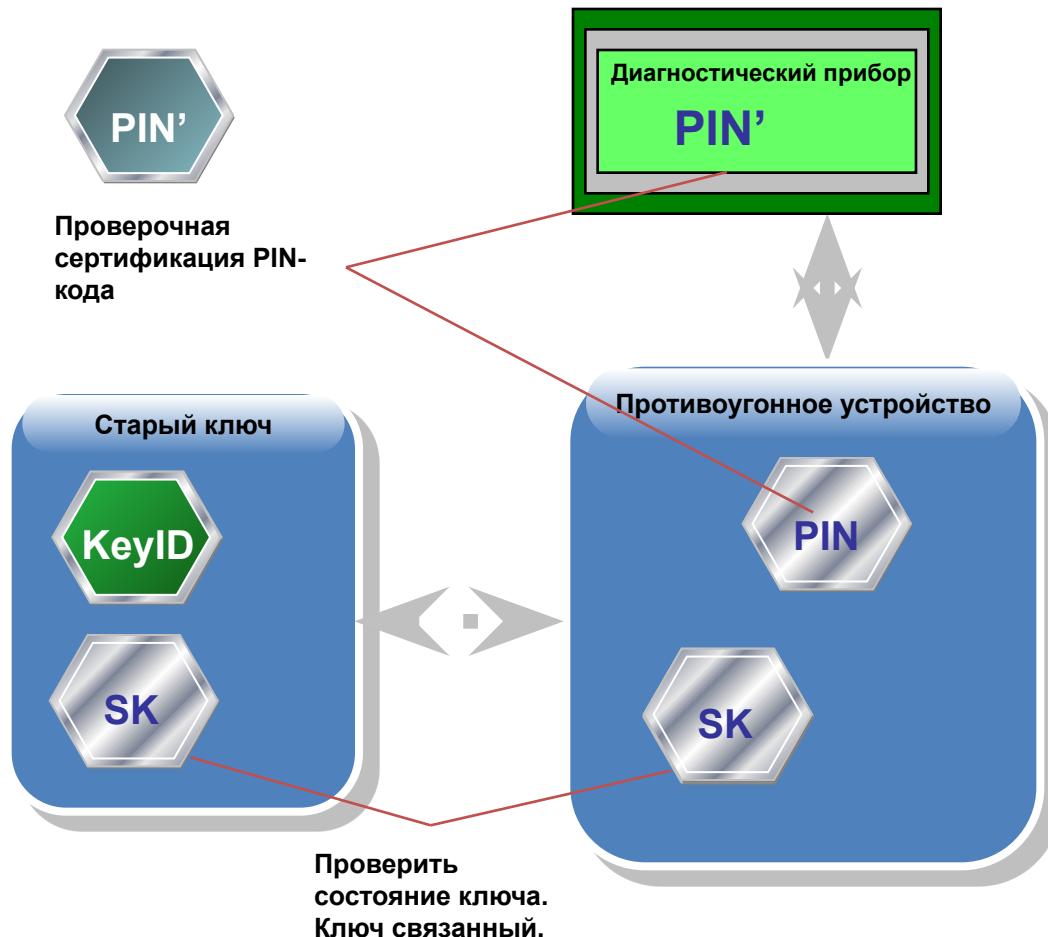 PIN’
Проверочная
сертификация PIN-
кода
Диагностический прибор
PIN’
Старый ключ
KeyID
SK
Противоугонное устройство
PIN
SK
Проверить
состояние ключа.
Ключ связанный.